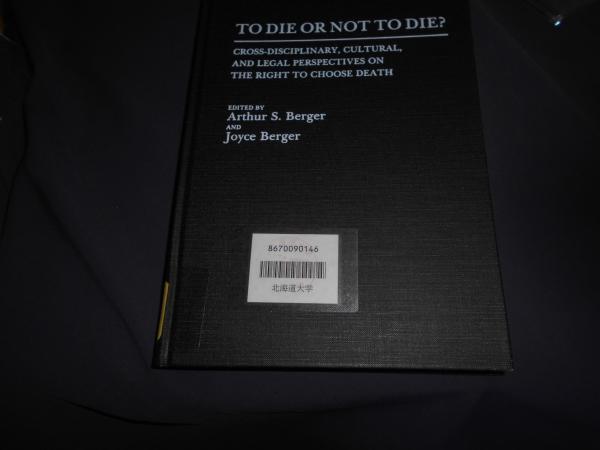 TO DIE OR NOT TO DIE?
CROSS-DISCIPLINARY, CULTURAL,
AND LEGAL PERSPECTIVES ON
THE RIGHT TO CHOOSE DEATH
EDITED BY
Arthur S. Berger
AND
Joyce Berger
8670090146
北海道大学